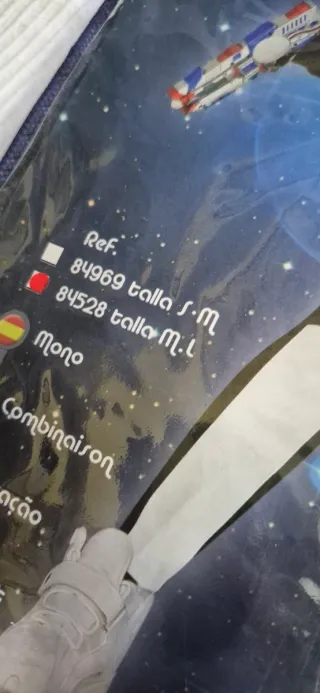 Ref.
84969 talla S-M
84528 talla M-L
Mono
Combinaison
ação